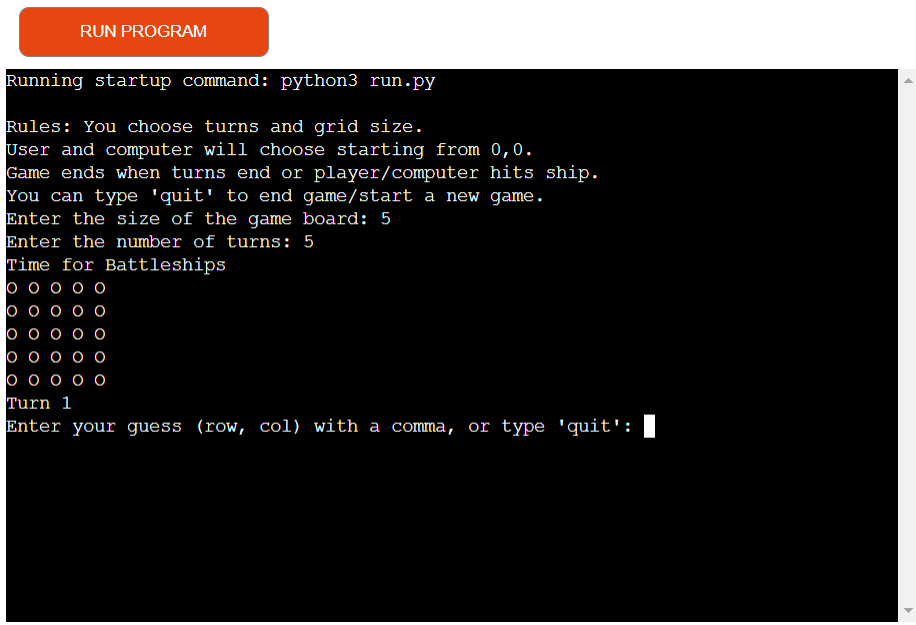 RUN PROGRAM
Running startup command: python3 run.py
Rules: You choose turns and grid size.
User and computer will choose starting from 0,0.
Game ends when turns end or player/computer hits ship.
You can type 'quit' to end game/start a new game.
Enter the size of the game board: 5
Enter the number of turns: 5
Time for Battleships
O O O O O
O O O O O
O O O O O
O O O O O
O O O O O
Turn 1
Enter your guess (row, col) with a comma, or type 'quit':